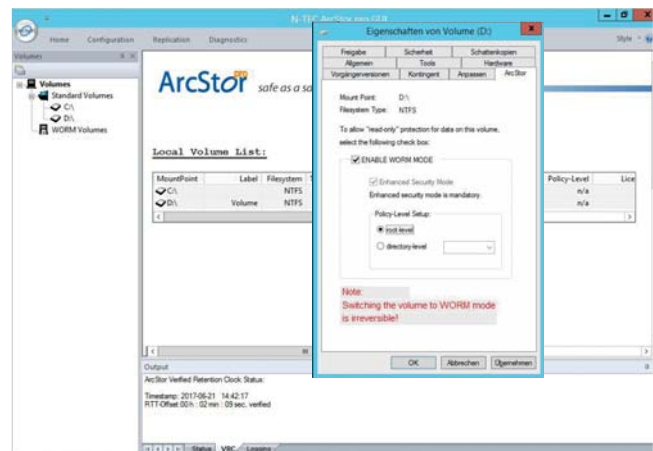 N-TEC ArcStor pro GUI
Home Configuration Replication Diagnostics
Style
Volumes
Volumes
Standard Volumes
C:\
D:\
WORM Volumes
ArcStor pro safe as a sa
Local Volume List:
MountPoint Label Filesystem
C:\ NTFS
D:\ Volume NTFS
Policy-Level Lice
n/a
n/a
Eigenschaften von Volume (D:)
Freigabe Sicherheit Schattenkopien
Allgemein Tools Hardware
Vorgängerversionen Kontingent Anpassen ArcStor
Mount Point: D:\
Filesystem Type: NTFS
To allow "read-only" protection for data on this volume,
select the following check box:
ENABLE WORM MODE
Enhanced Security Mode
Enhanced security mode is mandatory.
Policy-Level Setup:
root-level
directory-level
Note:
Switching the volume to WORM mode
is irreversible!
OK Abbrechen Übernehmen
Output
ArcStor Verified Retention Clock Status:
Timestamp: 2017-06-21 14:42:17
RTT-Offset: 00 h : 02 min : 09 sec, verified
Status VRC Logging